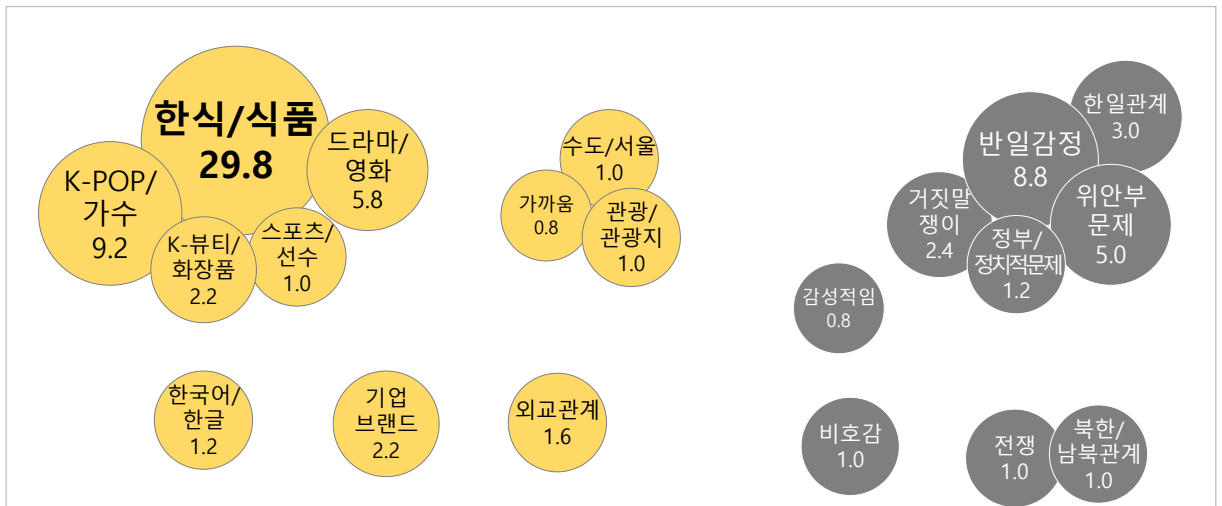 한식/식품
29.8
드라마/
영화
5.8
K-POP/
가수
9.2
K-뷰티/
화장품
2.2
스포츠/
선수
1.0
수도/서울
1.0
가까움
0.8
관광/
관광지
1.0
한일관계
3.0
반일감정
8.8
거짓말
쟁이
2.4
위안부
문제
5.0
정부/
정치적문제
1.2
감성적임
0.8
한국어/
한글
1.2
기업
브랜드
2.2
외교관계
1.6
비호감
1.0
전쟁
1.0
북한/
남북관계
1.0